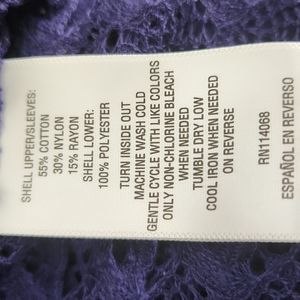 SHELL UPPER/SLEEVES:
55% COTTON
30% NYLON
15% RAYON
SHELL LOWER:
100% POLYESTER
TURN INSIDE OUT
MACHINE WASH COLD
GENTLE CYCLE WITH LIKE COLORS
ONLY NON-CHLORINE BLEACH
WHEN NEEDED
TUMBLE DRY LOW
COOL IRON WHEN NEEDED
ON REVERSE
RN114068
ESPAÑOL EN REVERSO